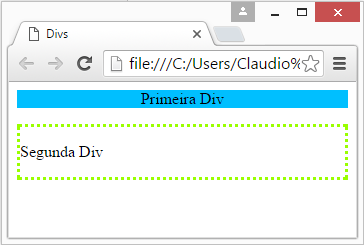 Divs
file:///C:/Users/Claudio%
Primeira Div
Segunda Div